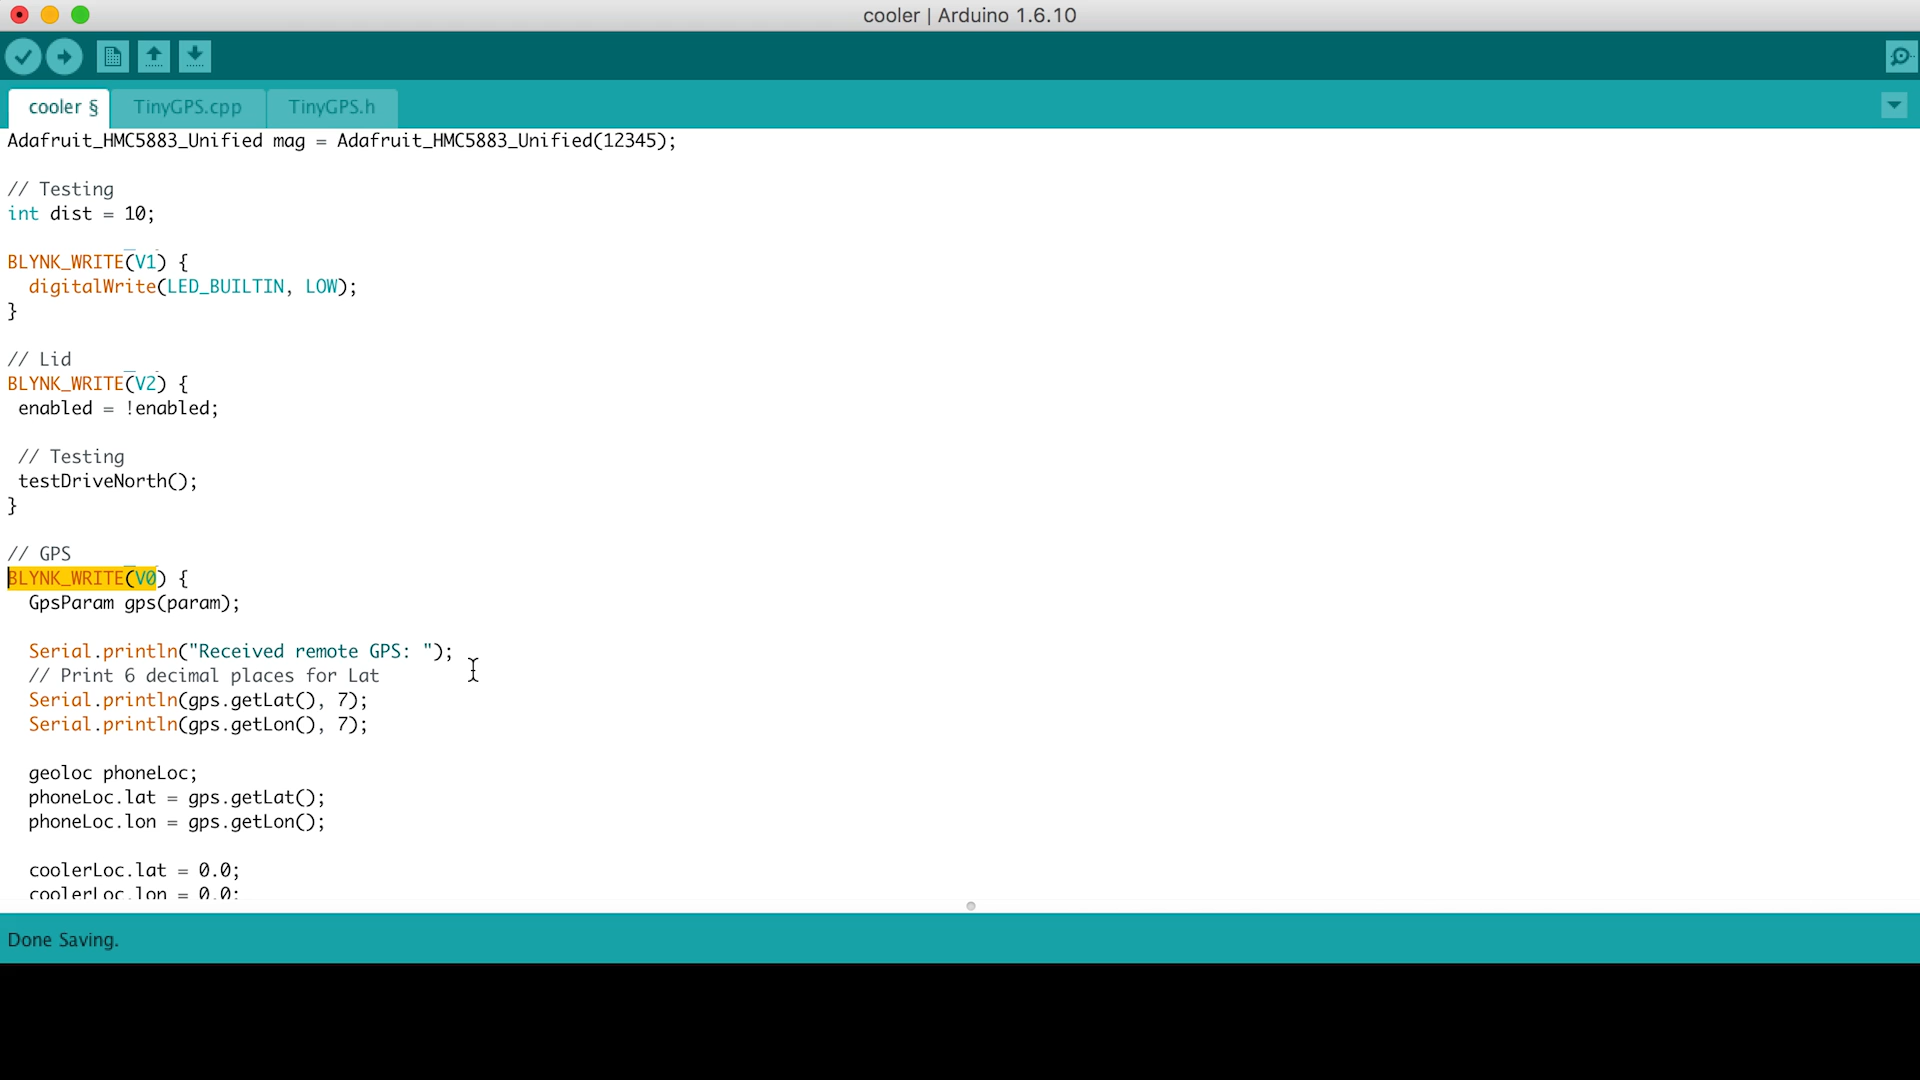 cooler | Arduino 1.6.10
cooler §
TinyGPS.cpp
TinyGPS.h
Adafruit_HMC5883_Unified mag = Adafruit_HMC5883_Unified(12345);
// Testing
int dist = 10;
BLYNK_WRITE(V1) {
digitalWrite(LED_BUILTIN, LOW);
}
// Lid
BLYNK_WRITE(V2) {
enabled = !enabled;
// Testing
testDriveNorth();
}
// GPS
BLYNK_WRITE(V0) {
GpsParam gps(param);
Serial.println("Received remote GPS: ");
// Print 6 decimal places for Lat
Serial.println(gps.getLat(), 7);
Serial.println(gps.getLon(), 7);
geoloc phoneLoc;
phoneLoc.lat = gps.getLat();
phoneLoc.lon = gps.getLon();
coolerLoc.lat = 0.0;
coolerLoc.lon = 0.0;
Done Saving.